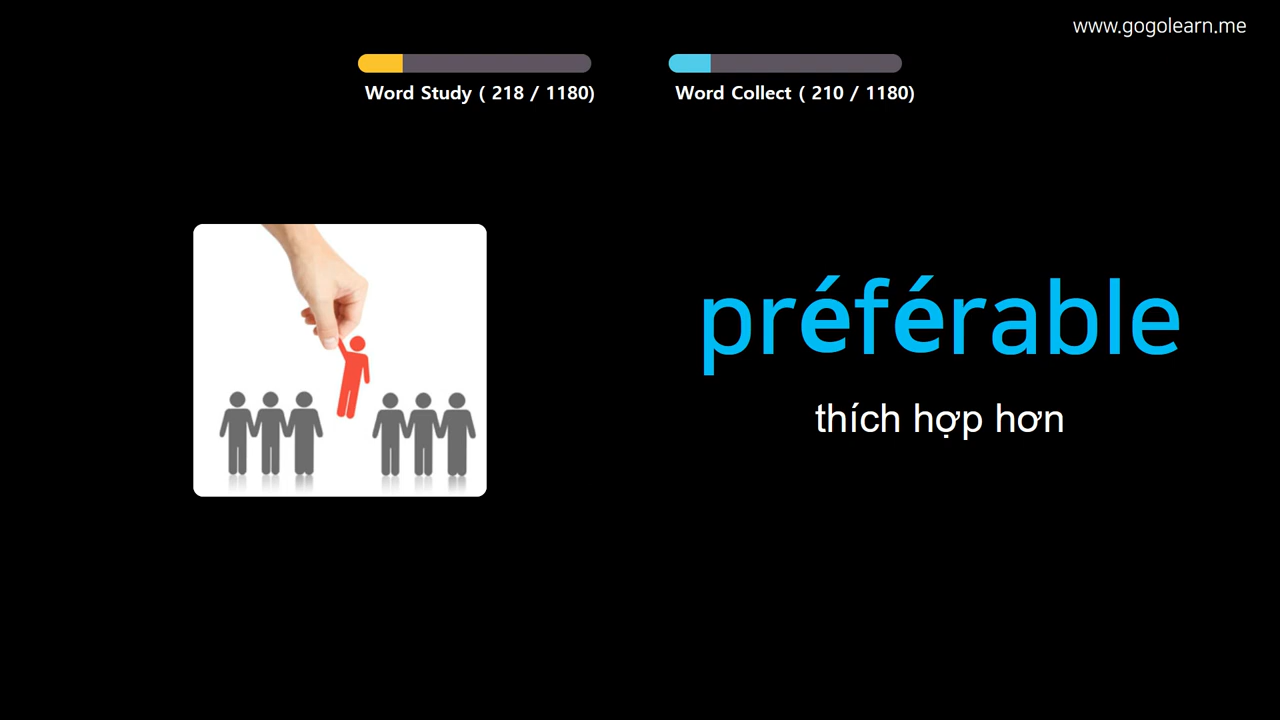 www.gogolearn.me
Word Study ( 218 / 1180)
Word Collect ( 210 / 1180)
préférable
thích hợp hơn